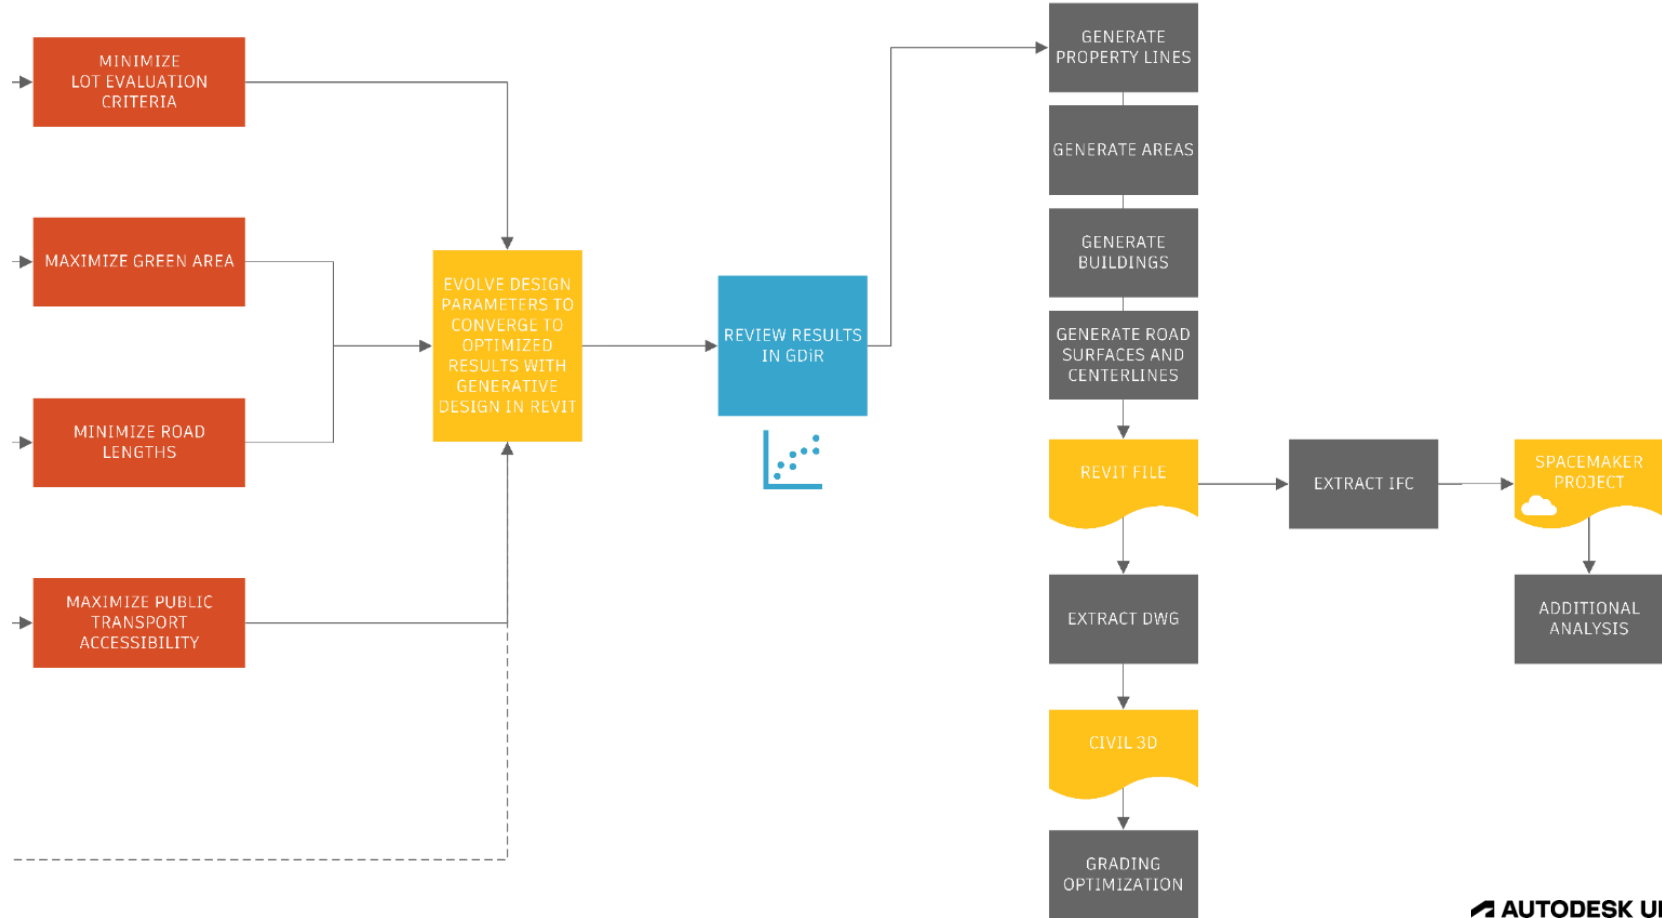 MINIMIZE
LOT EVALUATION
CRITERIA
MAXIMIZE GREEN AREA
MINIMIZE ROAD
LENGTHS
MAXIMIZE PUBLIC
TRANSPORT
ACCESSIBILITY
EVOLVE DESIGN
PARAMETERS TO
CONVERGE TO
OPTIMIZED
RESULTS WITH
GENERATIVE
DESIGN IN REVIT
REVIEW RESULTS
IN GDiR
GENERATE
PROPERTY LINES
GENERATE AREAS
GENERATE
BUILDINGS
GENERATE ROAD
SURFACES AND
CENTERLINES
REVIT FILE
EXTRACT IFC
SPACEMAKER
PROJECT
EXTRACT DWG
ADDITIONAL
ANALYSIS
CIVIL 3D
GRADING
OPTIMIZATION
AUTODESK